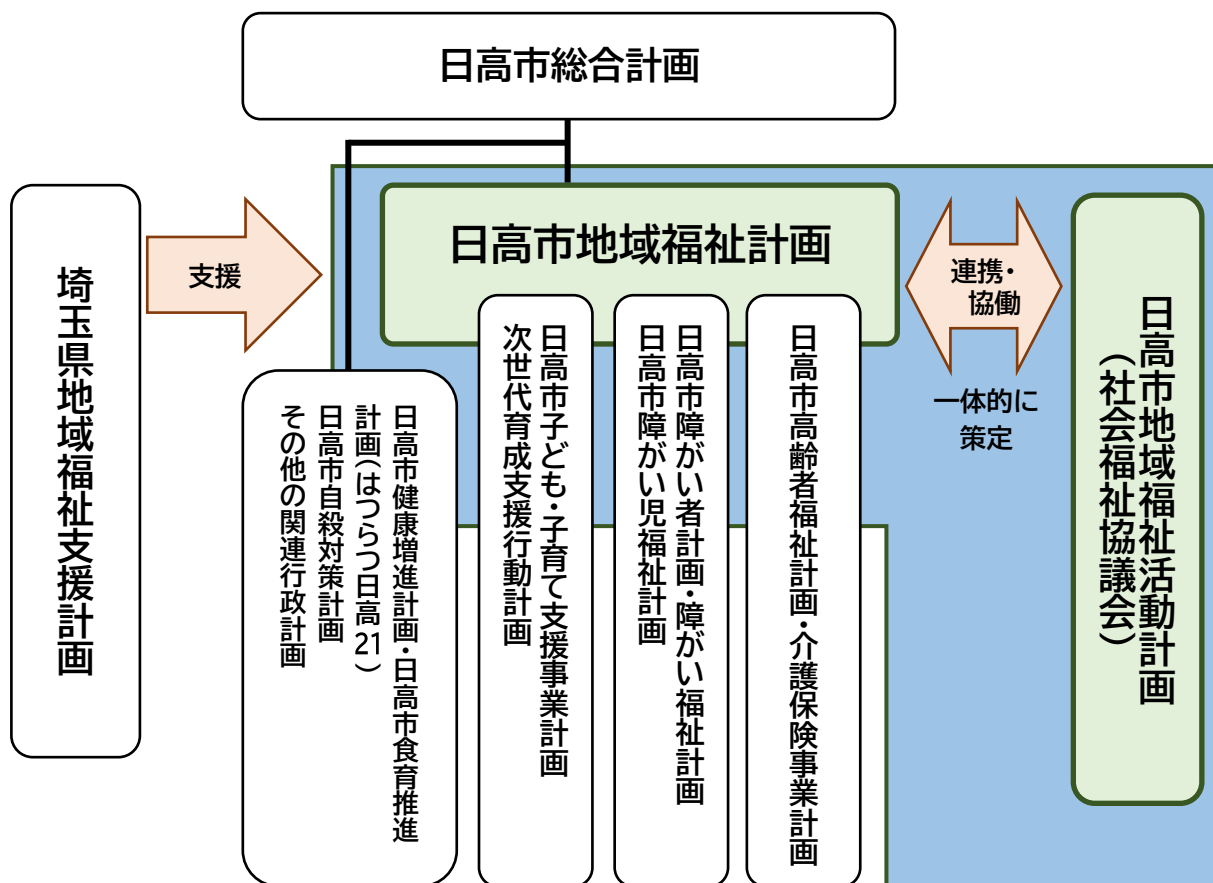 日高市総合計画
埼玉県地域福祉支援計画
支援
日高市地域福祉計画
連携・
協働
一体的に
策定
日高市地域福祉活動計画
（社会福祉協議会）
日高市健康増進計画・日高市食育推進
計画（はつらつ日高21）
日高市自殺対策計画
その他の関連行政計画
日高市子ども・子育て支援事業計画
次世代育成支援行動計画
日高市障がい者計画・障がい福祉計画
日高市障がい児福祉計画
日高市高齢者福祉計画・介護保険事業計画